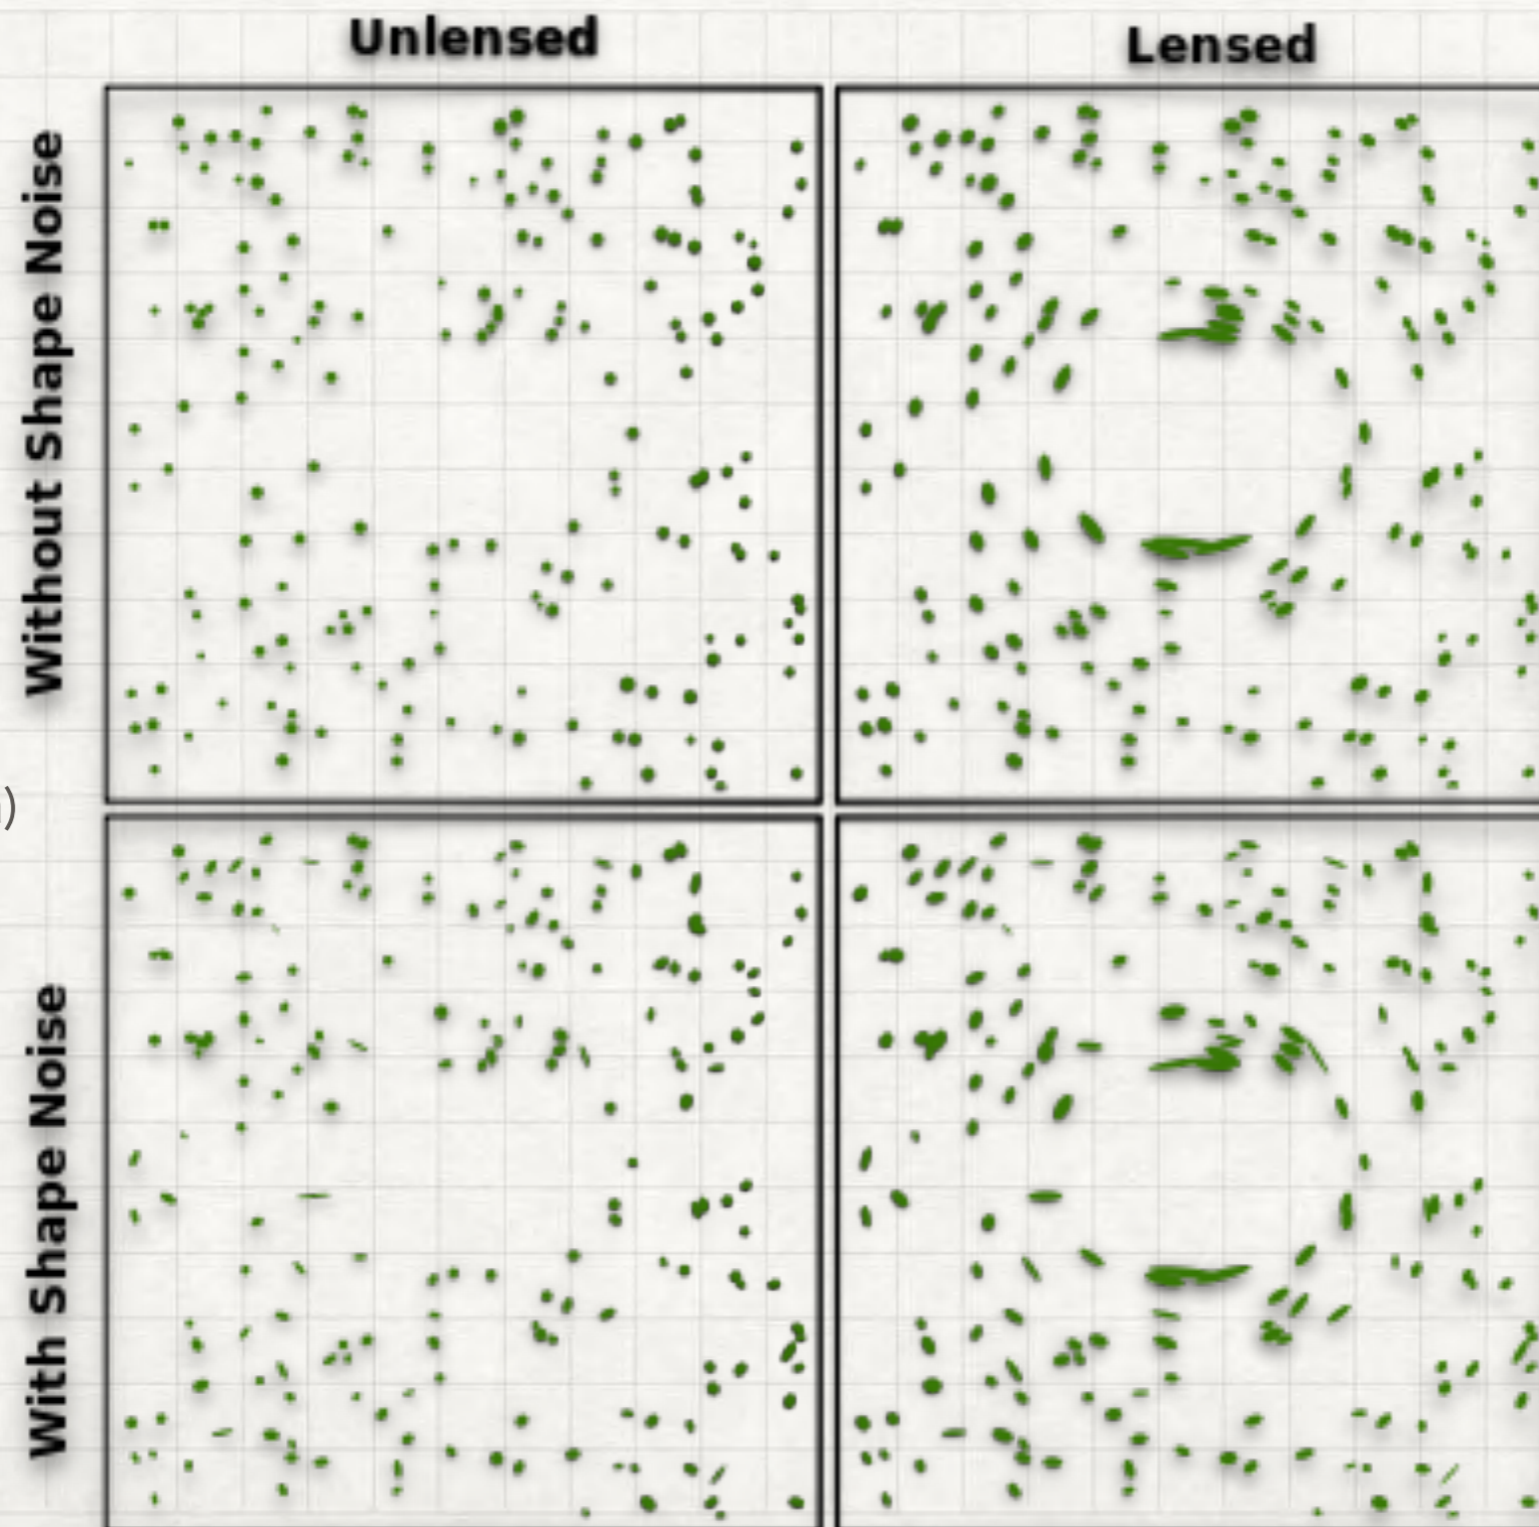 Unlensed
Lensed
Without Shape Noise
)
With Shape Noise